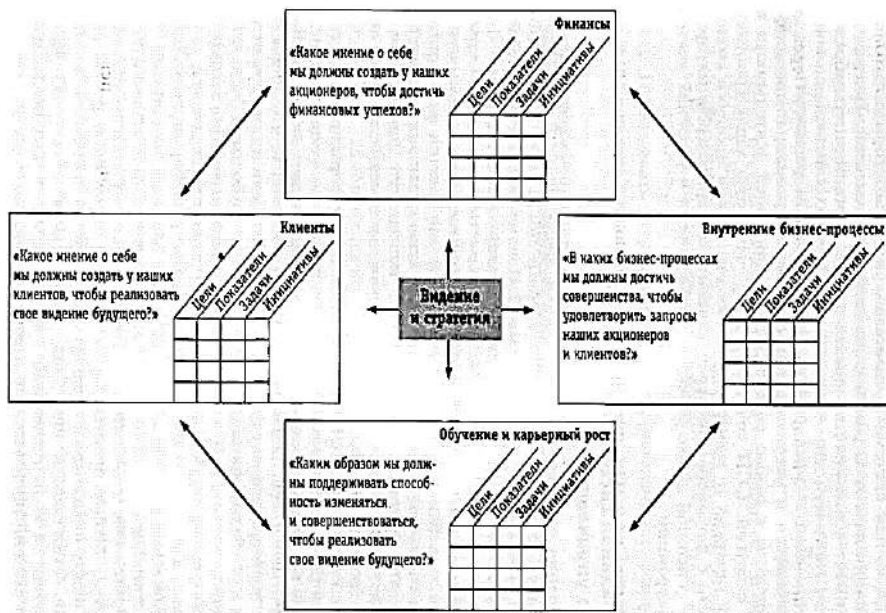 Финансы
«Какое мнение о себе
мы должны создать у наших
акционеров, чтобы достичь
финансовых успехов?»
Цели
Показатели
Задачи
Инициативы
Клиенты
«Какое мнение о себе
мы должны создать у наших
клиентов, чтобы реализовать
свое видение будущего?»
Цели
Показатели
Задачи
Инициативы
Видение
и стратегия
Внутренние бизнес-процессы
«В каких бизнес-процессах
мы должны достичь
совершенства, чтобы
удовлетворить запросы
наших акционеров
и клиентов?»
Цели
Показатели
Задачи
Инициативы
Обучение и карьерный рост
«Каким образом мы долж-
ны поддерживать способ-
ность изменяться
и совершенствоваться,
чтобы реализовать
свое видение будущего?»
Цели
Показатели
Задачи
Инициативы